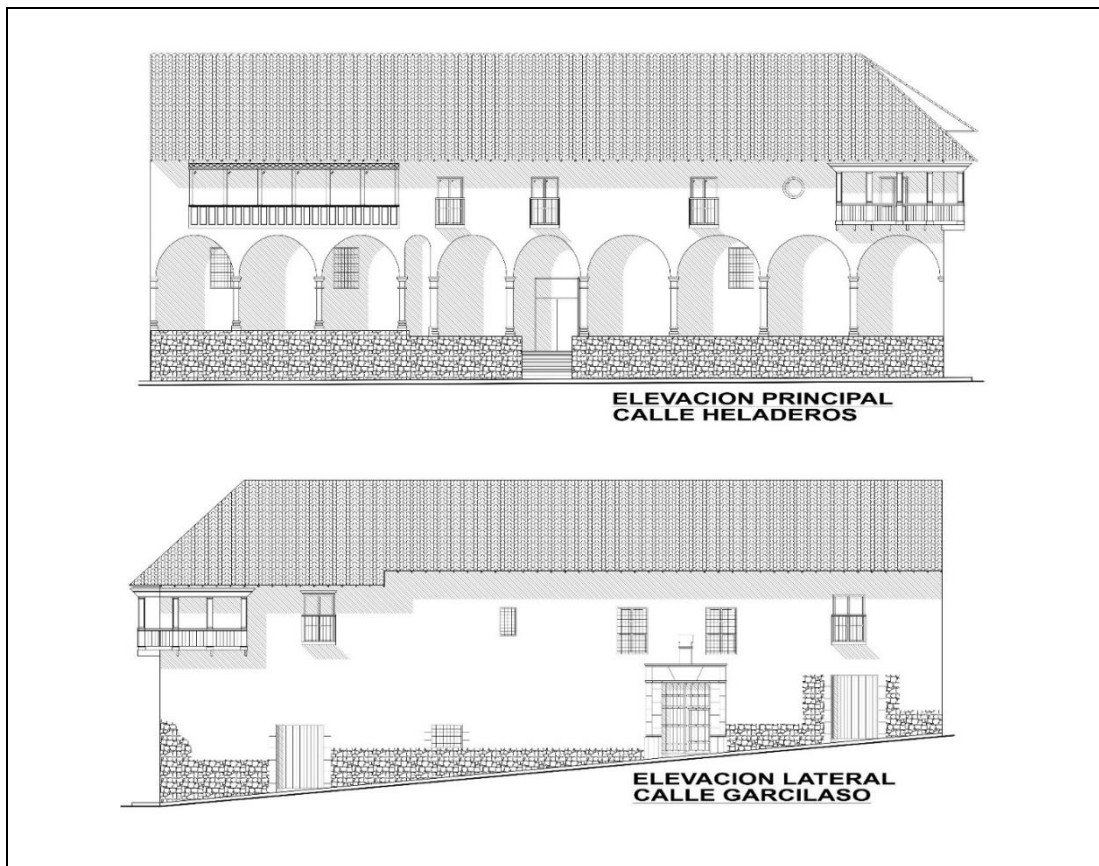 ELEVACION PRINCIPAL
CALLE HELADEROS
ELEVACION LATERAL
CALLE GARCILASO